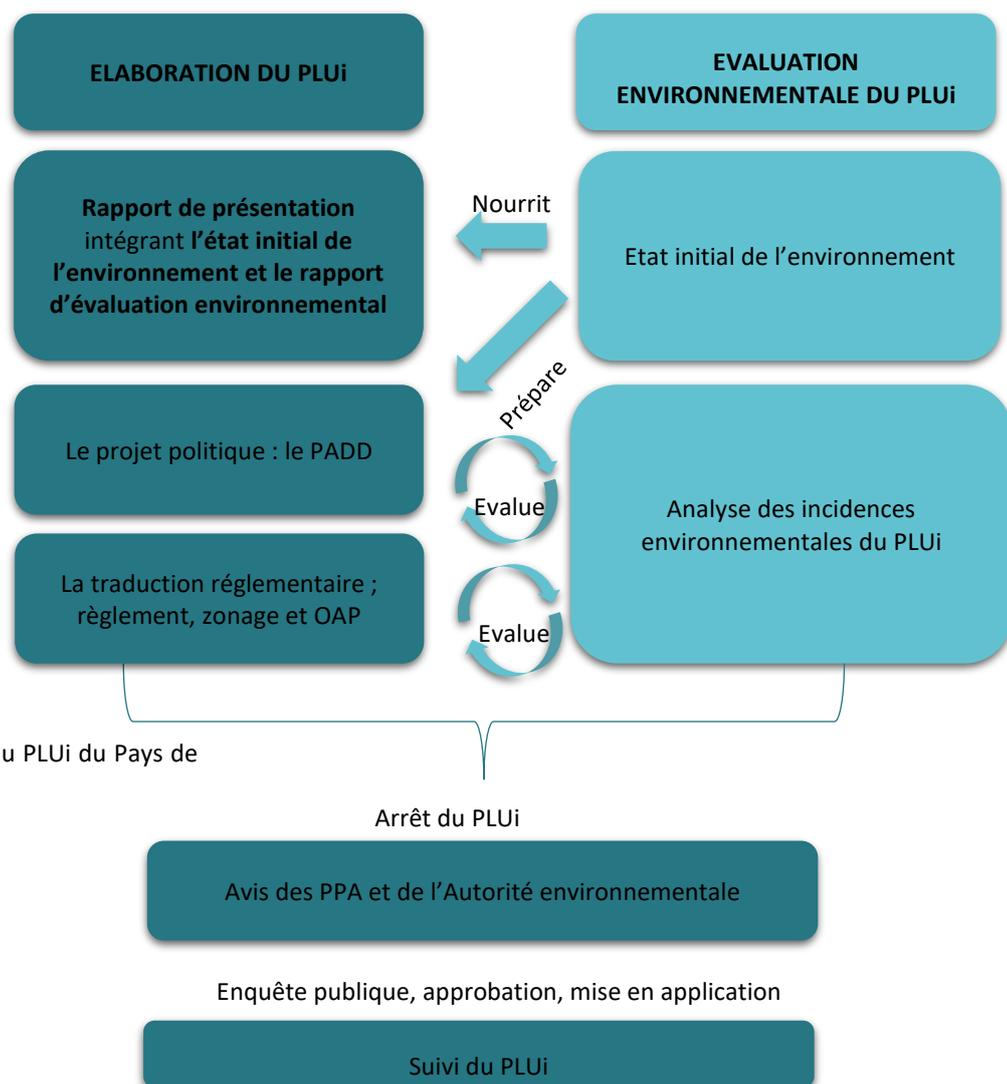 ELABORATION DU PLUi
EVALUATION
ENVIRONNEMENTALE DU PLUi
Rapport de présentation
intégrant l’état initial de
l’environnement et le rapport
d’évaluation environnemental
Nourrit
Etat initial de l’environnement
Prépare
Le projet politique : le PADD
Evalue
Analyse des incidences
environnementales du PLUi
La traduction réglementaire ;
règlement, zonage et OAP
Evalue
u PLUi du Pays de
Arrêt du PLUi
Avis des PPA et de l’Autorité environnementale
Enquête publique, approbation, mise en application
Suivi du PLUi